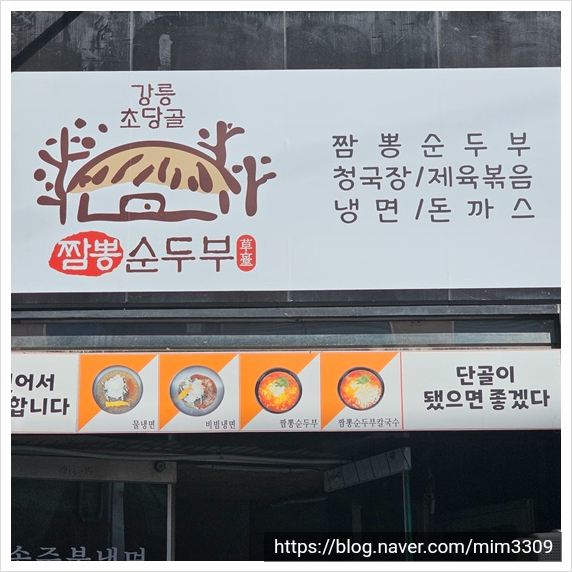 강릉
초당골
짬뽕순두부
草臺
짬뽕순두부
청국장/제육볶음
냉면/돈까스
어서
합니다
물냉면
비빔냉면
짬뽕순두부
짬뽕순두부칼국수
단골이
됐으면 좋겠다
https://blog.naver.com/mim3309